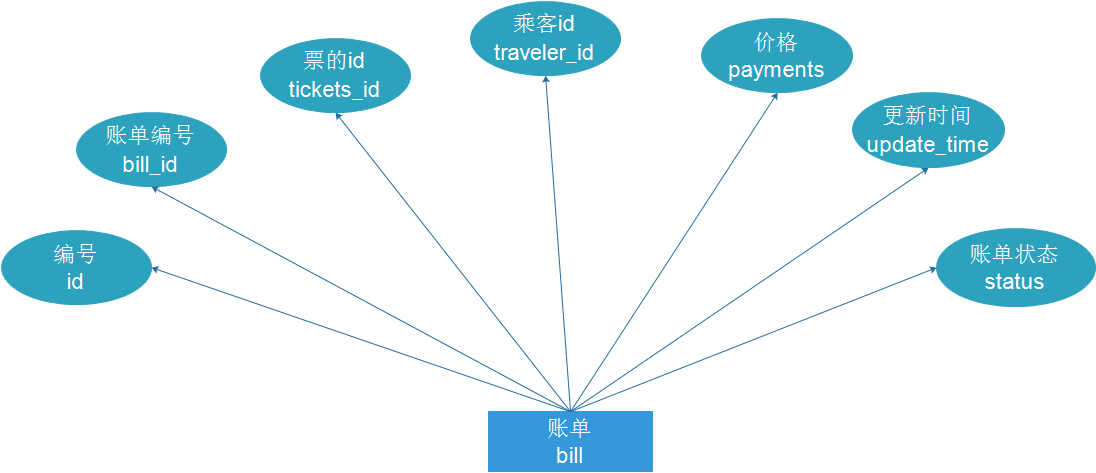 乘客id
traveler_id
价格
payments
票的id
tickets_id
更新时间
update_time
账单编号
bill_id
编号
id
账单状态
status
账单
bill